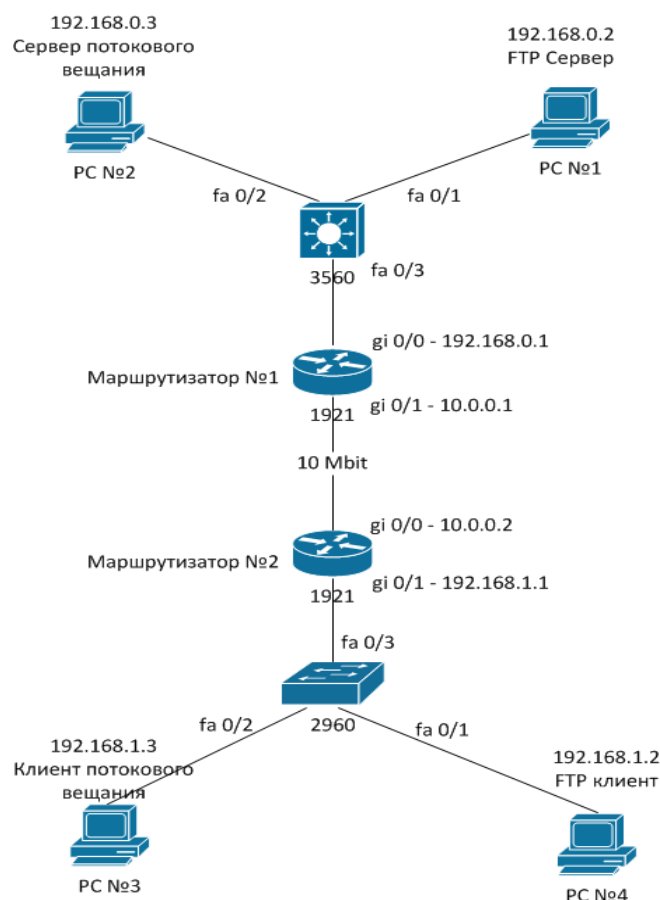 192.168.0.3
Сервер потокового
вещания
PC №2
192.168.0.2
FTP Сервер
PC №1
fa 0/2
fa 0/1
3560
fa 0/3
gi 0/0 - 192.168.0.1
Маршрутизатор №1
1921
gi 0/1 - 10.0.0.1
10 Mbit
gi 0/0 - 10.0.0.2
Маршрутизатор №2
1921
gi 0/1 - 192.168.1.1
fa 0/3
fa 0/2
2960
fa 0/1
192.168.1.3
Клиент потокового
вещания
PC №3
192.168.1.2
FTP клиент
PC №4